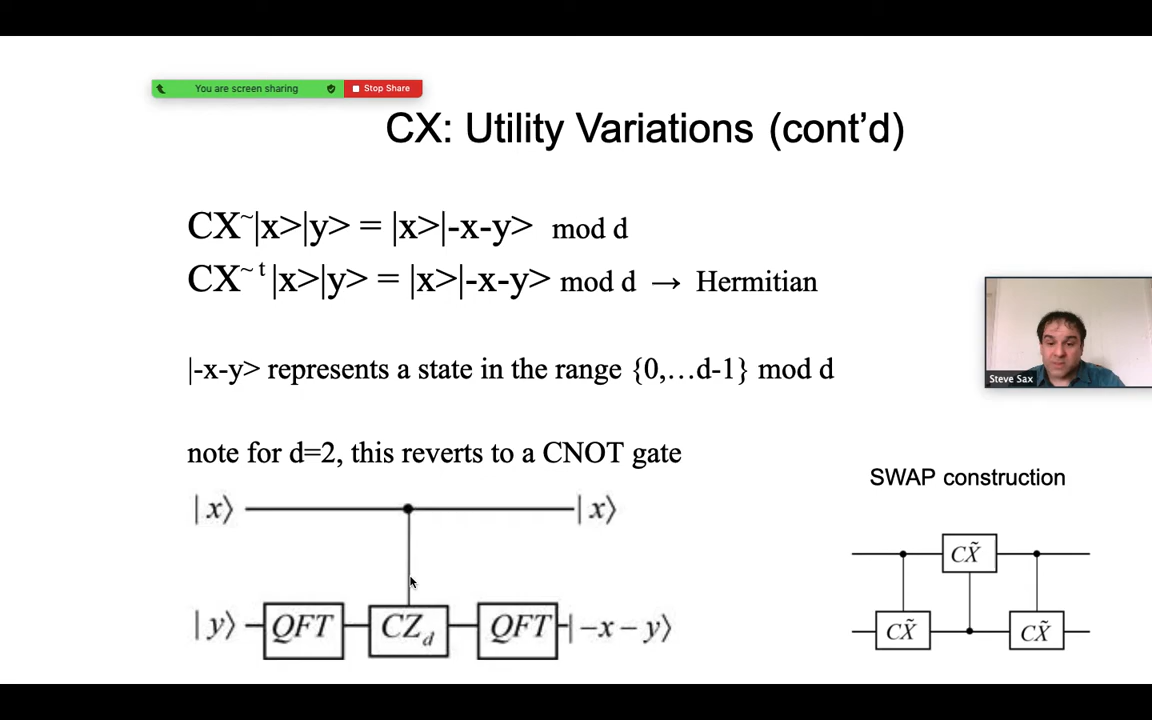 You are screen sharing
Stop Share
CX: Utility Variations (cont’d)
CX~|x>|y> = |x>|-x-y> mod d
CX~ t |x>|y> = |x>|-x-y> mod d → Hermitian
|-x-y> represents a state in the range {0,…d-1} mod d
Steve Sax
note for d=2, this reverts to a CNOT gate
SWAP construction
|x⟩ |x⟩
CX̃
|y⟩ QFT CZ_d QFT |−x−y⟩
CX̃ CX̃